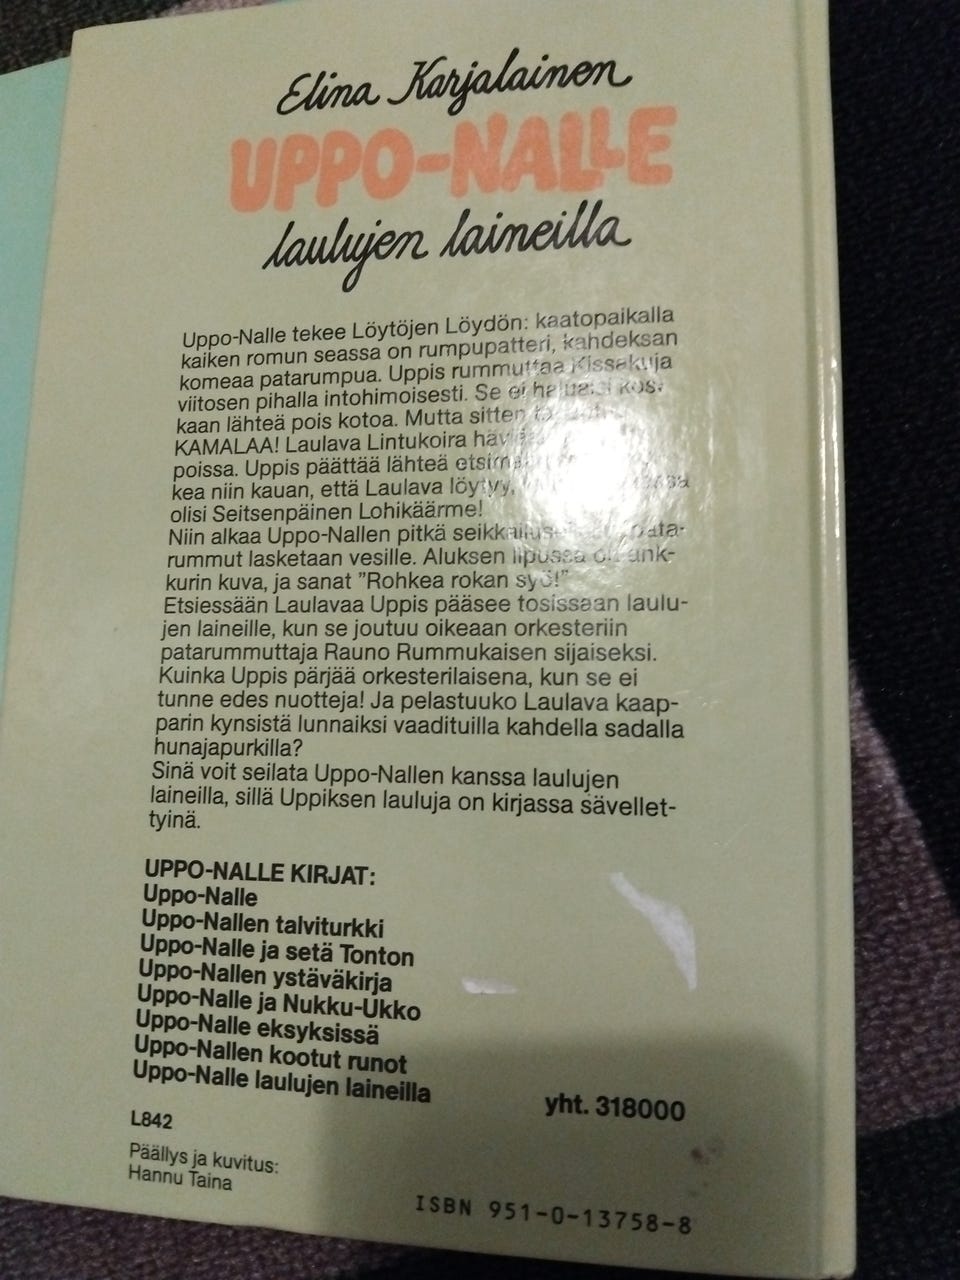 Elina Karjalainen
UPPO-NALLE
laulujen laineilla
Uppo-Nalle tekee Löytöjen Löydön: kaatopaikalla
kaiken romun seassa on rumpupatteri, kahdeksan
komeaa patarumpua. Uppis rummuttaa Kissakuja
viitosen pihalla intohimoisesti. Se ei haluaisi kos-
kaan lähteä pois kotoa. Mutta sitten
KAMALAA! Laulava Lintukoira
poissa. Uppis päättää lähteä etsimään
kea niin kauan, että Laulava löytyy,
olisi Seitsenpäinen Lohikäärme!
Niin alkaa Uppo-Nallen pitkä pata-
rummut lasketaan vesille. Aluksen lipussa on ank-
kurin kuva, ja sanat "Rohkea rokan syö!"
Etsiessään Laulavaa Uppis pääsee tosissaan laulu-
jen laineille, kun se joutuu oikeaan orkesteriin
patarummuttaja Rauno Rummukaisen sijaiseksi.
Kuinka Uppis pärjää orkesterilaisena, kun se ei
tunne edes nuotteja! Ja pelastuuko Laulava kaap-
parin kynsistä lunnaiksi vaadituilla kahdella sadalla
hunajapurkilla?
Sinä voit seilata Uppo-Nallen kanssa laulujen
laineilla, sillä Uppiksen lauluja on kirjassa sävellet-
tyinä.
UPPO-NALLE KIRJAT:
Uppo-Nalle
Uppo-Nallen talviturkki
Uppo-Nalle ja setä Tonton
Uppo-Nallen ystäväkirja
Uppo-Nalle ja Nukku-Ukko
Uppo-Nalle eksyksissä
Uppo-Nallen kootut runot
Uppo-Nalle laulujen laineilla
yht. 318000
L842
Päällys ja kuvitus:
Hannu Taina
ISBN 951-0-13758-8